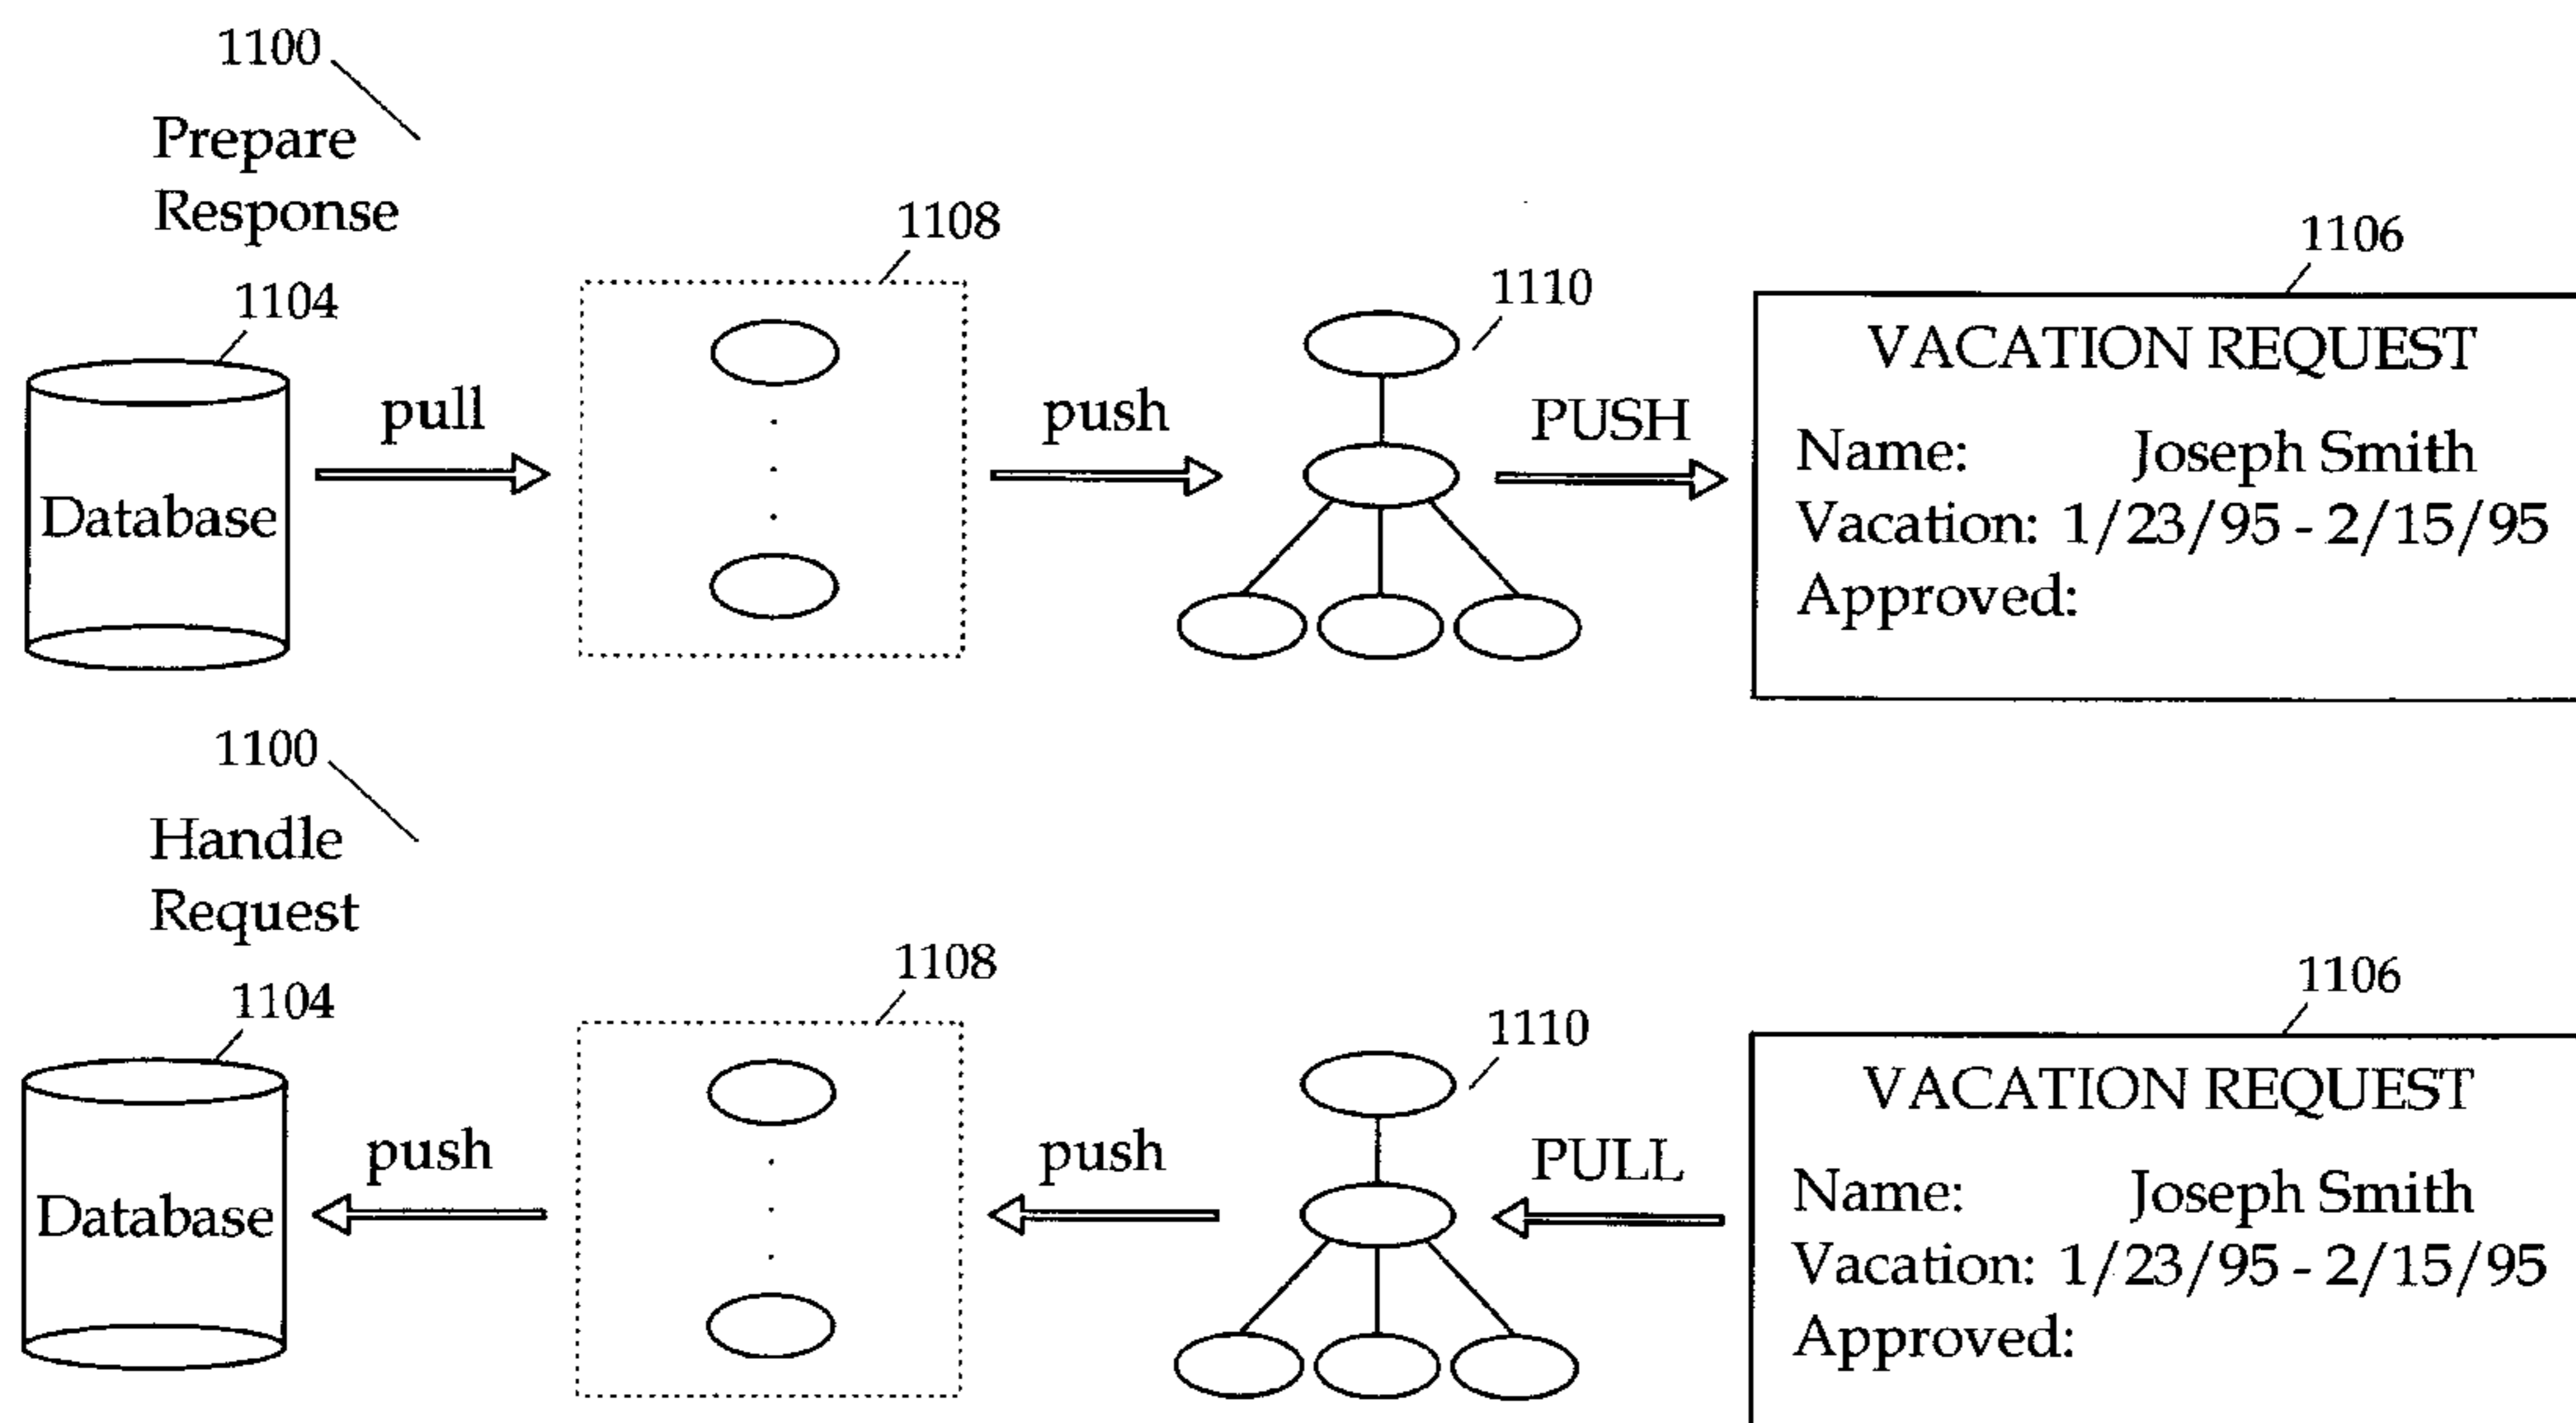 1100
Prepare
Response
1104
Database
pull
1108
push
1110
PUSH
1106
VACATION REQUEST
Name: Joseph Smith
Vacation: 1/23/95 - 2/15/95
Approved:
1100
Handle
Request
1104
Database
push
1108
push
1110
PULL
1106
VACATION REQUEST
Name: Joseph Smith
Vacation: 1/23/95 - 2/15/95
Approved: